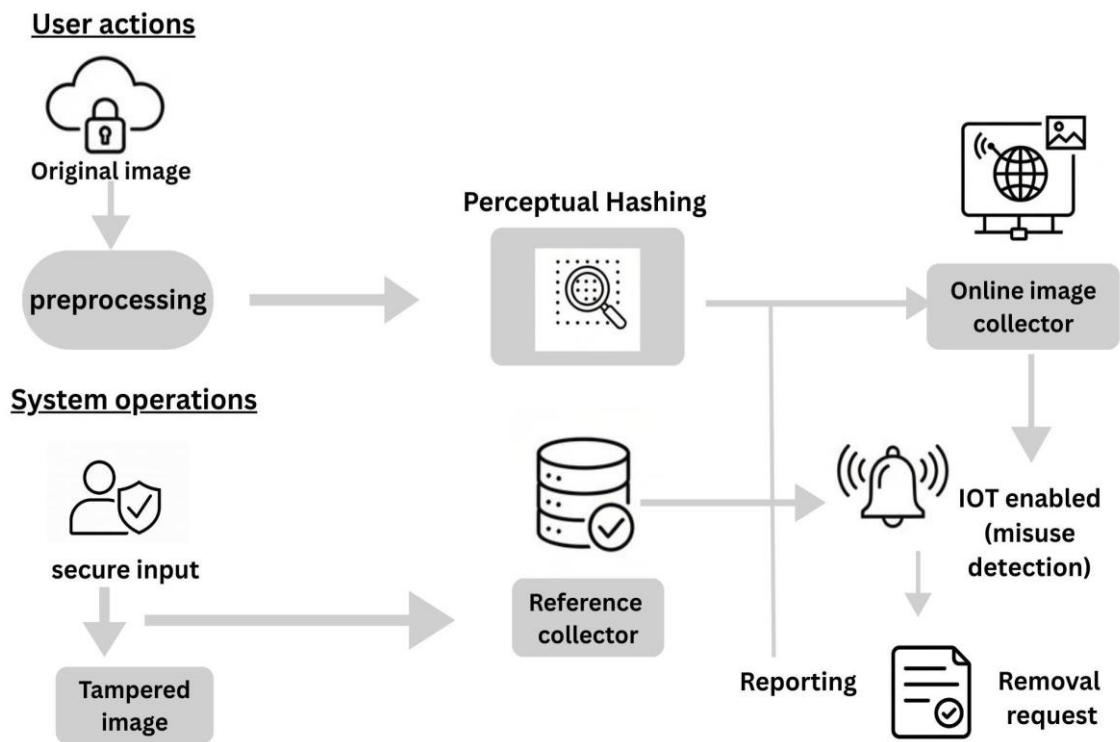 User actions
Original image
preprocessing
Perceptual Hashing
Online image
collector
System operations
secure input
Tampered
image
Reference
collector
IOT enabled
(misuse
detection)
Reporting
Removal
request